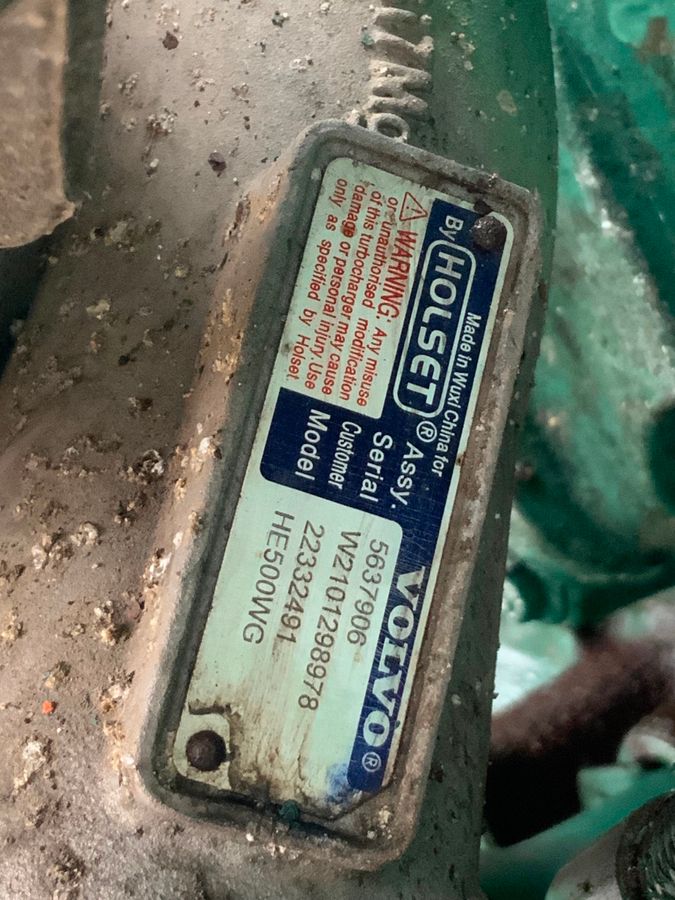 Made in Wuxi China for
By HOLSET® VOLVO®
⚠ WARNING: Any misuse
or unauthorised modification
of this turbocharger may cause
damage or personal injury. Use
only as specified by Holset.
Assy. 5637906
Serial W2101298978
Customer 22332491
Model HE500WG